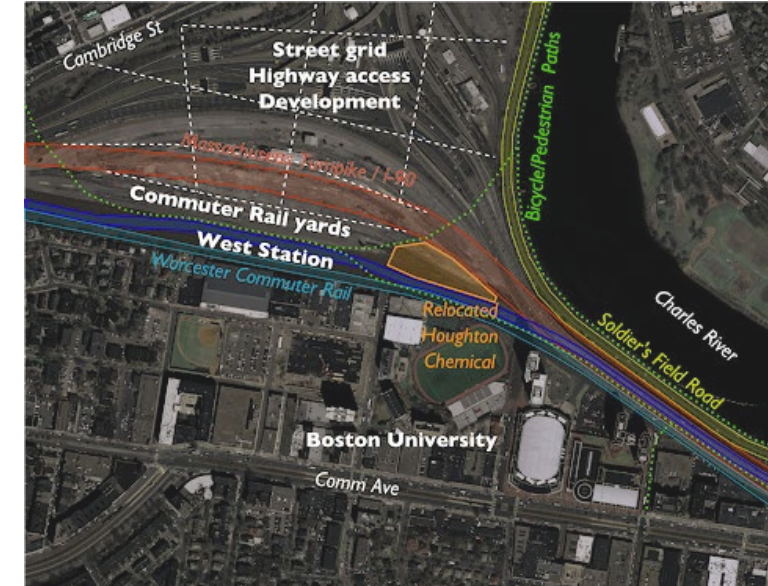 Cambridge St
Street grid
Highway access
Development
Bicycle/Pedestrian Paths
Massachusetts Turnpike / I-90
Commuter Rail yards
West Station
Worcester Commuter Rail
Relocated
Houghton
Chemical
Charles River
Soldier's Field Road
Boston University
Comm Ave